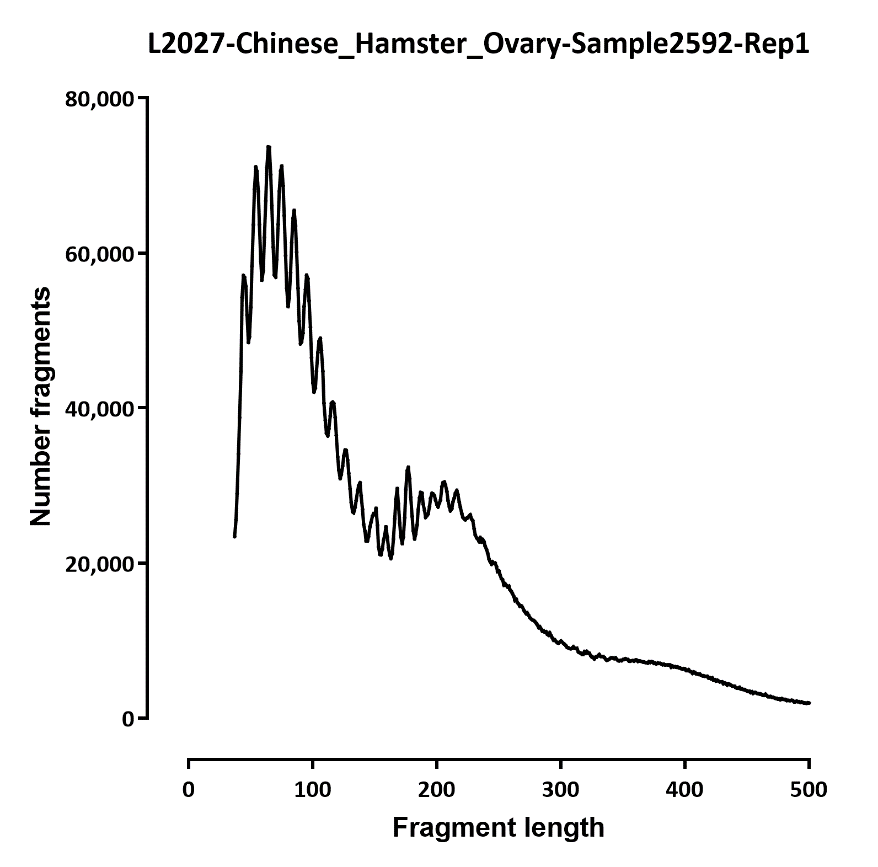 L2027-Chinese_Hamster_Ovary-Sample2592-Rep1
80,000
60,000
40,000
20,000
0
Number fragments
0 100 200 300 400 500
Fragment length